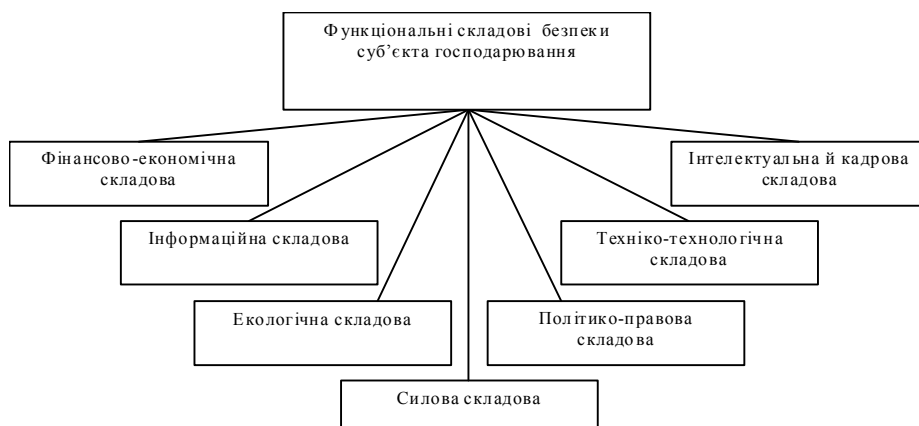 Функціональні складові безпеки
суб’єкта господарювання
Фінансово-економічна
складова
Інтелектуальна й кадрова
складова
Інформаційна складова
Техніко-технологічна
складова
Екологічна складова
Політико-правова
складова
Силова складова